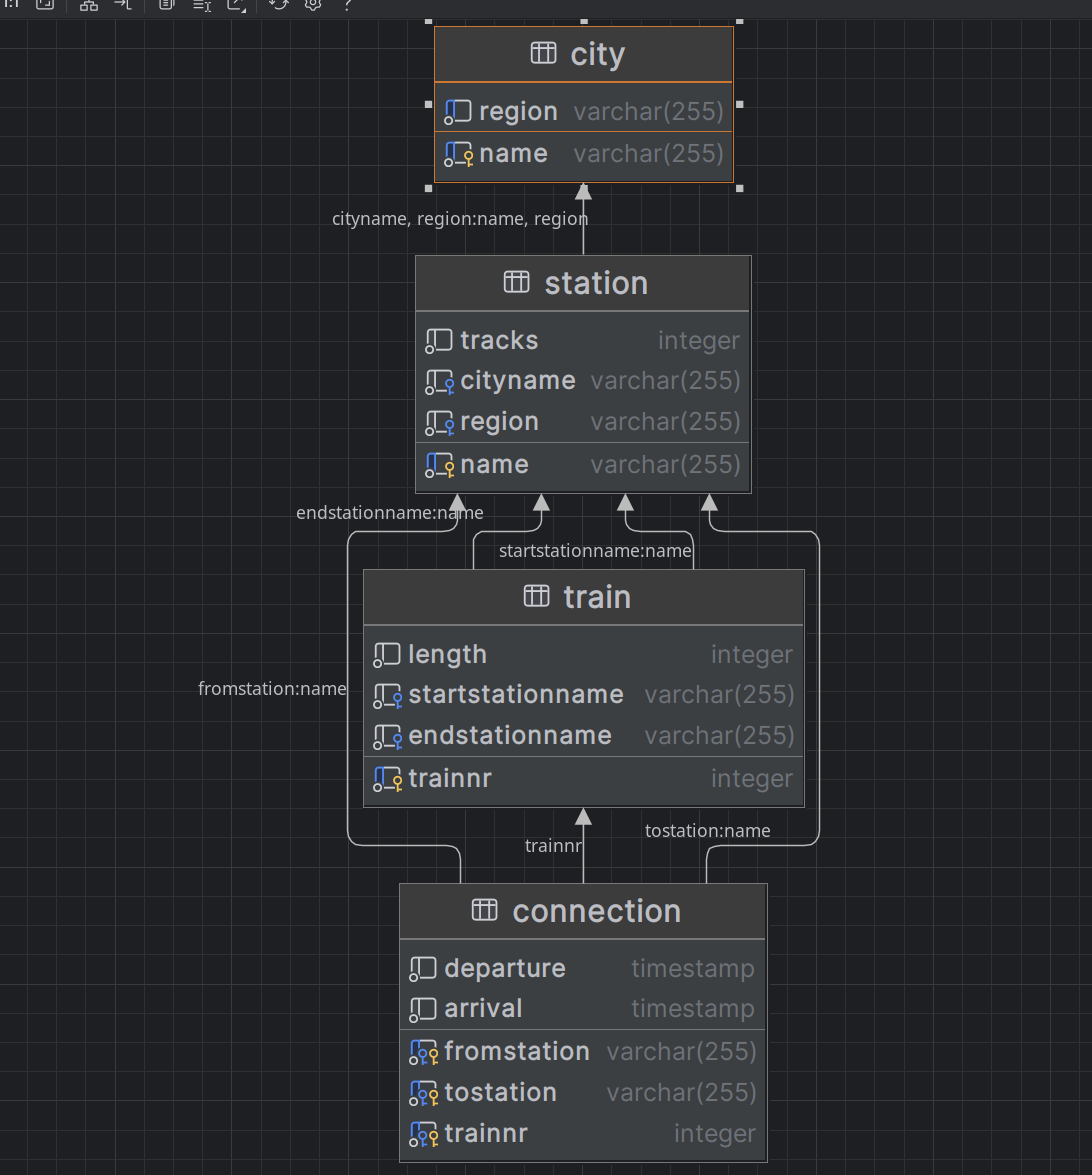 1:1 ?
city
region varchar(255)
name varchar(255)
cityname, region:name, region
station
tracks integer
cityname varchar(255)
region varchar(255)
name varchar(255)
endstationname:name
startstationname:name
train
length integer
fromstation:name
startstationname varchar(255)
endstationname varchar(255)
trainnr integer
tostation:name
trainnr
connection
departure timestamp
arrival timestamp
fromstation varchar(255)
tostation varchar(255)
trainnr integer